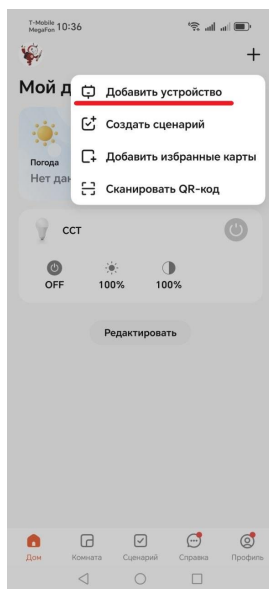 T-Mobile
MegaFon 10:36
Мой д
Добавить устройство
Создать сценарий
Добавить избранные карты
Сканировать QR-код
Погода
Нет дан
CCT
OFF 100% 100%
Редактировать
Дом Комната Сценарий Справка Профиль